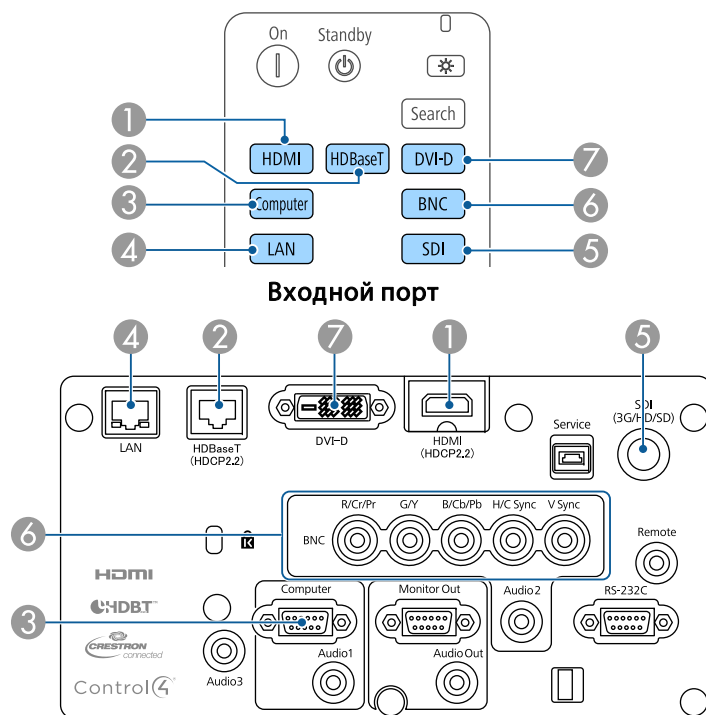 On Standby
Search
1
HDMI HDBaseT DVI-D
7
2
3
Computer BNC
6
4
LAN SDI
5
Входной порт
4 2 7 1 5
LAN
HDBaseT
(HDCP2.2)
DVI-D
HDMI
(HDCP2.2)
Service
SDI
(3G/HD/SD)
R/Cr/Pr G/Y B/Cb/Pb H/C Sync V Sync
6
BNC
K
Remote
HDMI
HDBT™
CRESTRON
connected
Control4
Computer
3
Audio1
Monitor Out
Audio Out
Audio2
RS-232C
Audio3